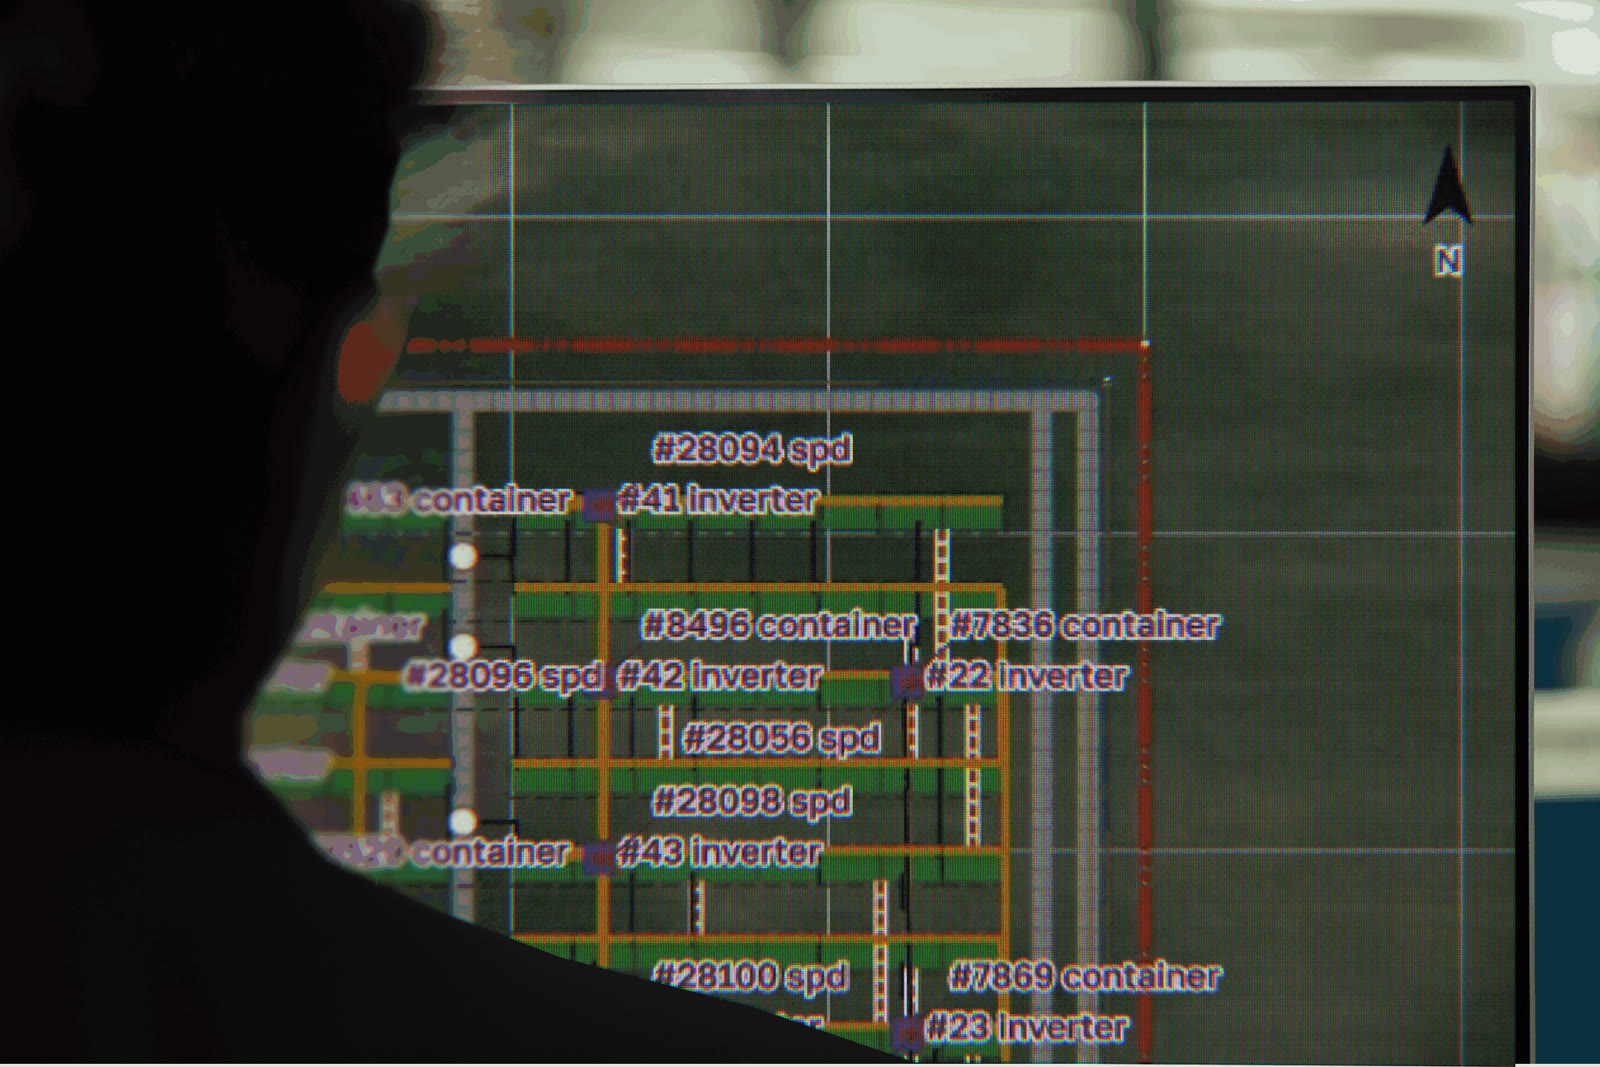 N
#28094 spd
container #41 inverter
#8496 container #7836 container
#28096 spd #42 inverter #22 inverter
#28056 spd
#28098 spd
container #43 inverter
#28100 spd #7869 container
#23 inverter